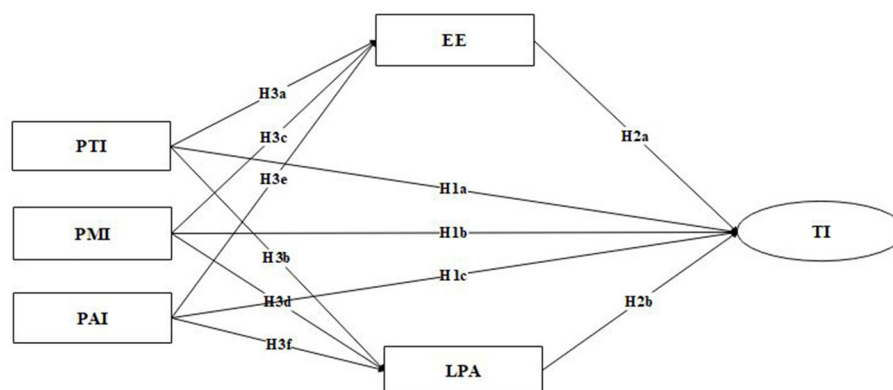 EE
H3a
H3c
H2a
PTI
H3e
H1a
PMI
H1b
TI
H3b
H1c
PAI
H3d
H2b
H3f
LPA